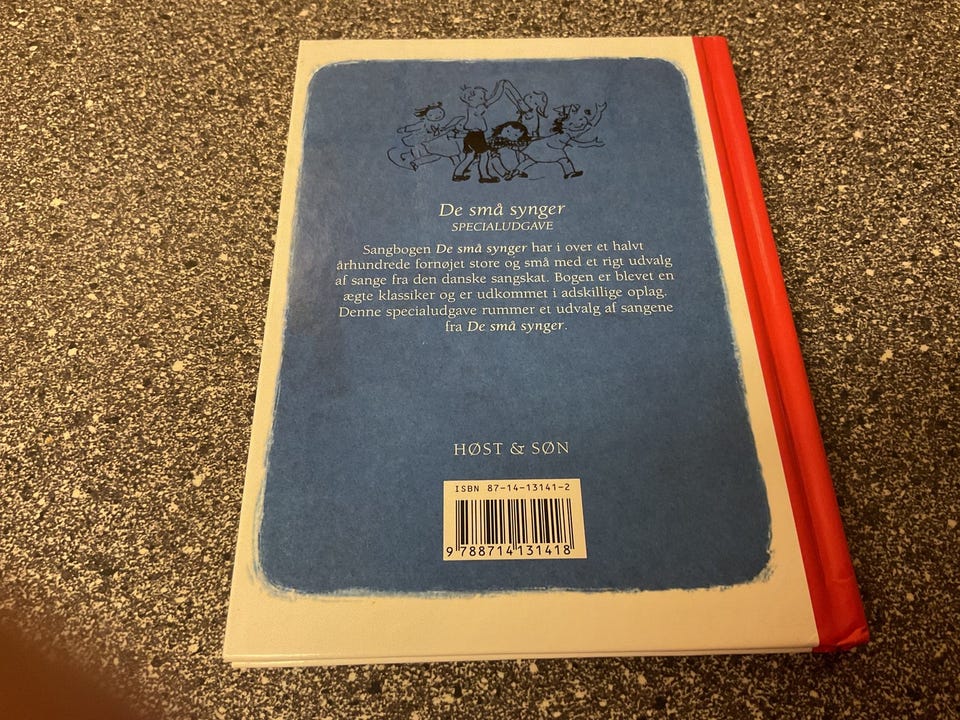 De små synger
SPECIALUDGAVE
Sangbogen De små synger har i over et halvt
århundrede fornøjet store og små med et rigt udvalg
af sange fra den danske sangskat. Bogen er blevet en
ægte klassiker og er udkommet i adskillige oplag.
Denne specialudgave rummer et udvalg af sangene
fra De små synger.
HØST & SØN
ISBN 87-14-13141-2
9 788714 131418